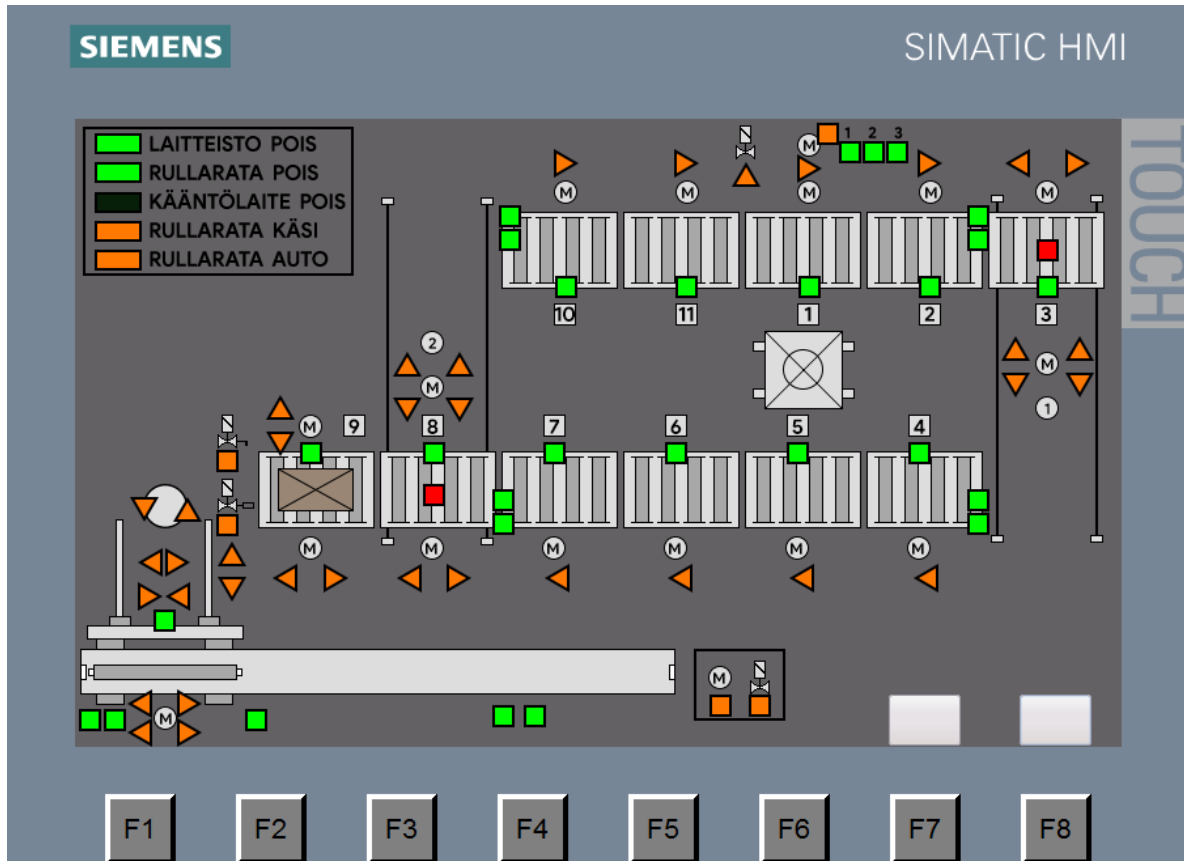 SIEMENS
SIMATIC HMI
TOUCH
LAITTEISTO POIS
RULLARATA POIS
KÄÄNTÖLAITE POIS
RULLARATA KÄSI
RULLARATA AUTO
M 1 2 3
M M M M M
10 11 1 2 3
2
M
M
1
M 9 8 7 6 5 4
M M M M M M
M
M
F1 F2 F3 F4 F5 F6 F7 F8